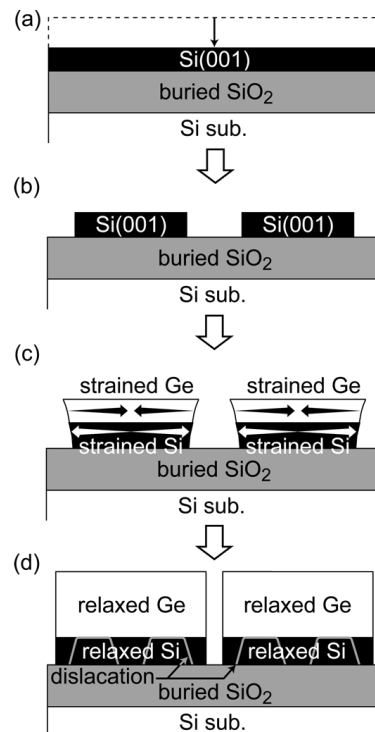 (a)
Si(001)
buried SiO₂
Si sub.
(b)
Si(001) Si(001)
buried SiO₂
Si sub.
(c)
strained Ge strained Ge
strained Si strained Si
buried SiO₂
Si sub.
(d)
relaxed Ge relaxed Ge
relaxed Si relaxed Si
dislacation
buried SiO₂
Si sub.